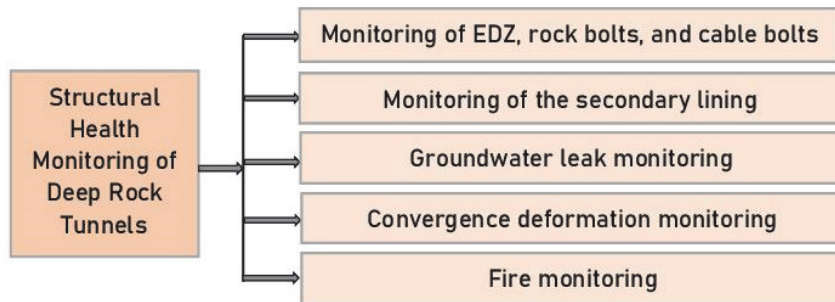 Structural
Health
Monitoring of
Deep Rock
Tunnels
Monitoring of EDZ, rock bolts, and cable bolts
Monitoring of the secondary lining
Groundwater leak monitoring
Convergence deformation monitoring
Fire monitoring